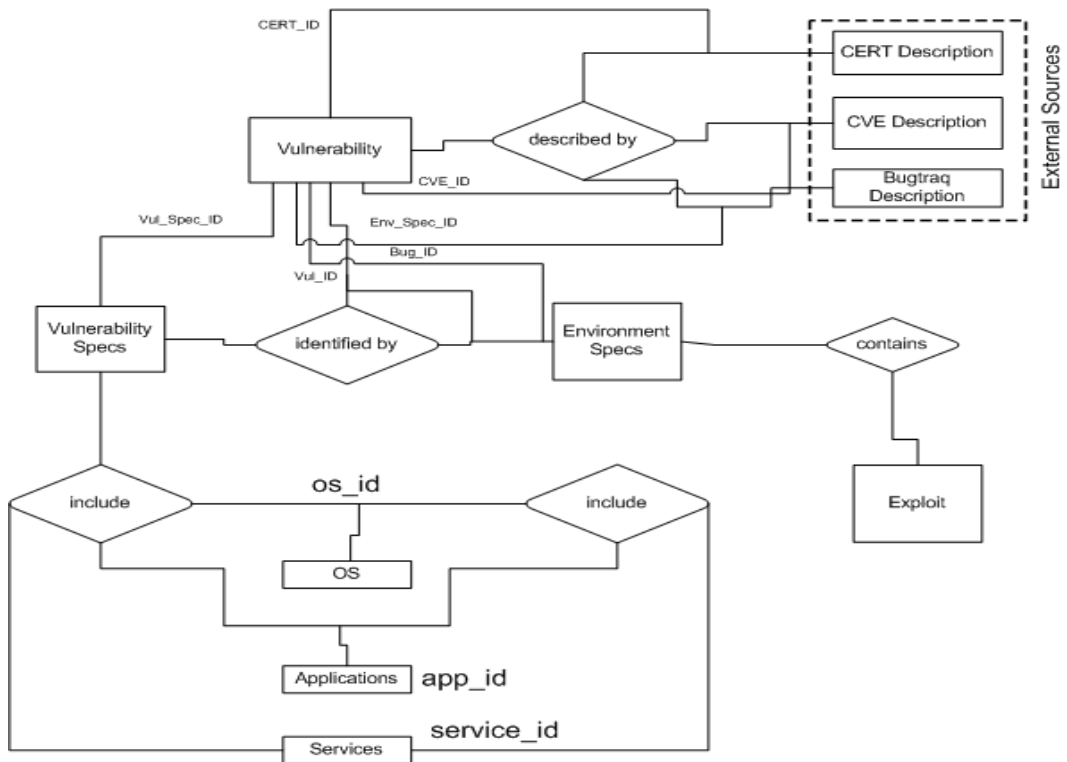 CERT_ID
CERT Description
External Sources
CVE Description
described by
Vulnerability
CVE_ID
Bugtraq
Description
Vul_Spec_ID
Env_Spec_ID
Bug_ID
Vul_ID
Vulnerability
Specs
identified by
Environment
Specs
contains
include
os_id
include
Exploit
OS
Applications
app_id
service_id
Services